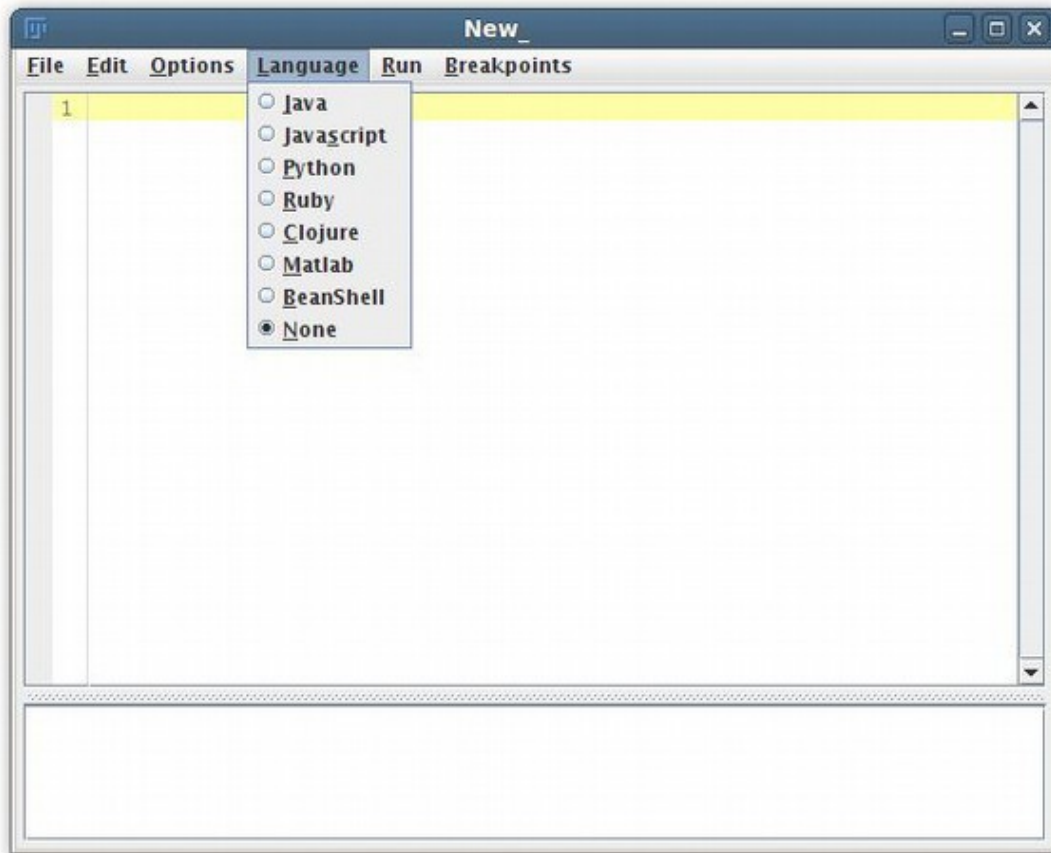 New_
File Edit Options Language Run Breakpoints
1
Java
Javascript
Python
Ruby
Clojure
Matlab
BeanShell
None